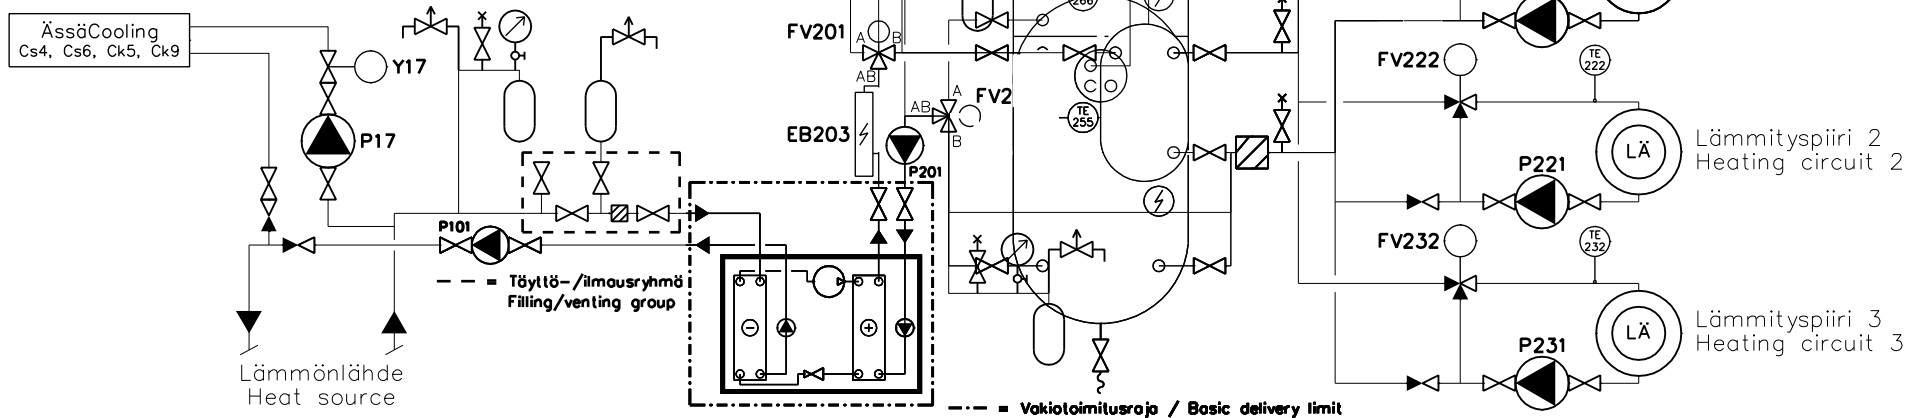 ÄssäCooling
Cs4, Cs6, Ck5, Ck9
Y17
P17
P101
Täyttö-/ilmausryhmä
Filling/venting group
Lämmönlähde
Heat source
FV201
A
B
AB
EB203
P201
AB
A
B
FV2
266
C
TE
255
Vakiotoimitusraja / Basic delivery limit
FV222
TE
222
P221
LÄ
Lämmityspiiri 2
Heating circuit 2
FV232
TE
232
P231
LÄ
Lämmityspiiri 3
Heating circuit 3